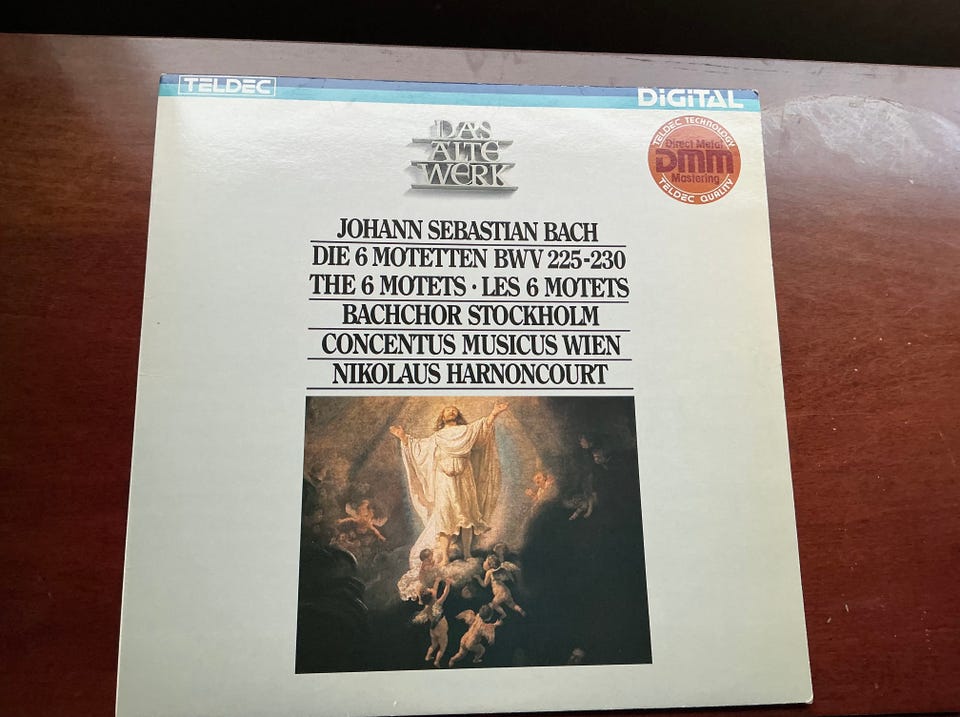 TELDEC
DiGiTAL
DAS
ALTE
WERK
TELDEC TECHNOLOGY
Direct Metal
DMM
Mastering
TELDEC QUALITY
JOHANN SEBASTIAN BACH
DIE 6 MOTETTEN BWV 225-230
THE 6 MOTETS · LES 6 MOTETS
BACHCHOR STOCKHOLM
CONCENTUS MUSICUS WIEN
NIKOLAUS HARNONCOURT